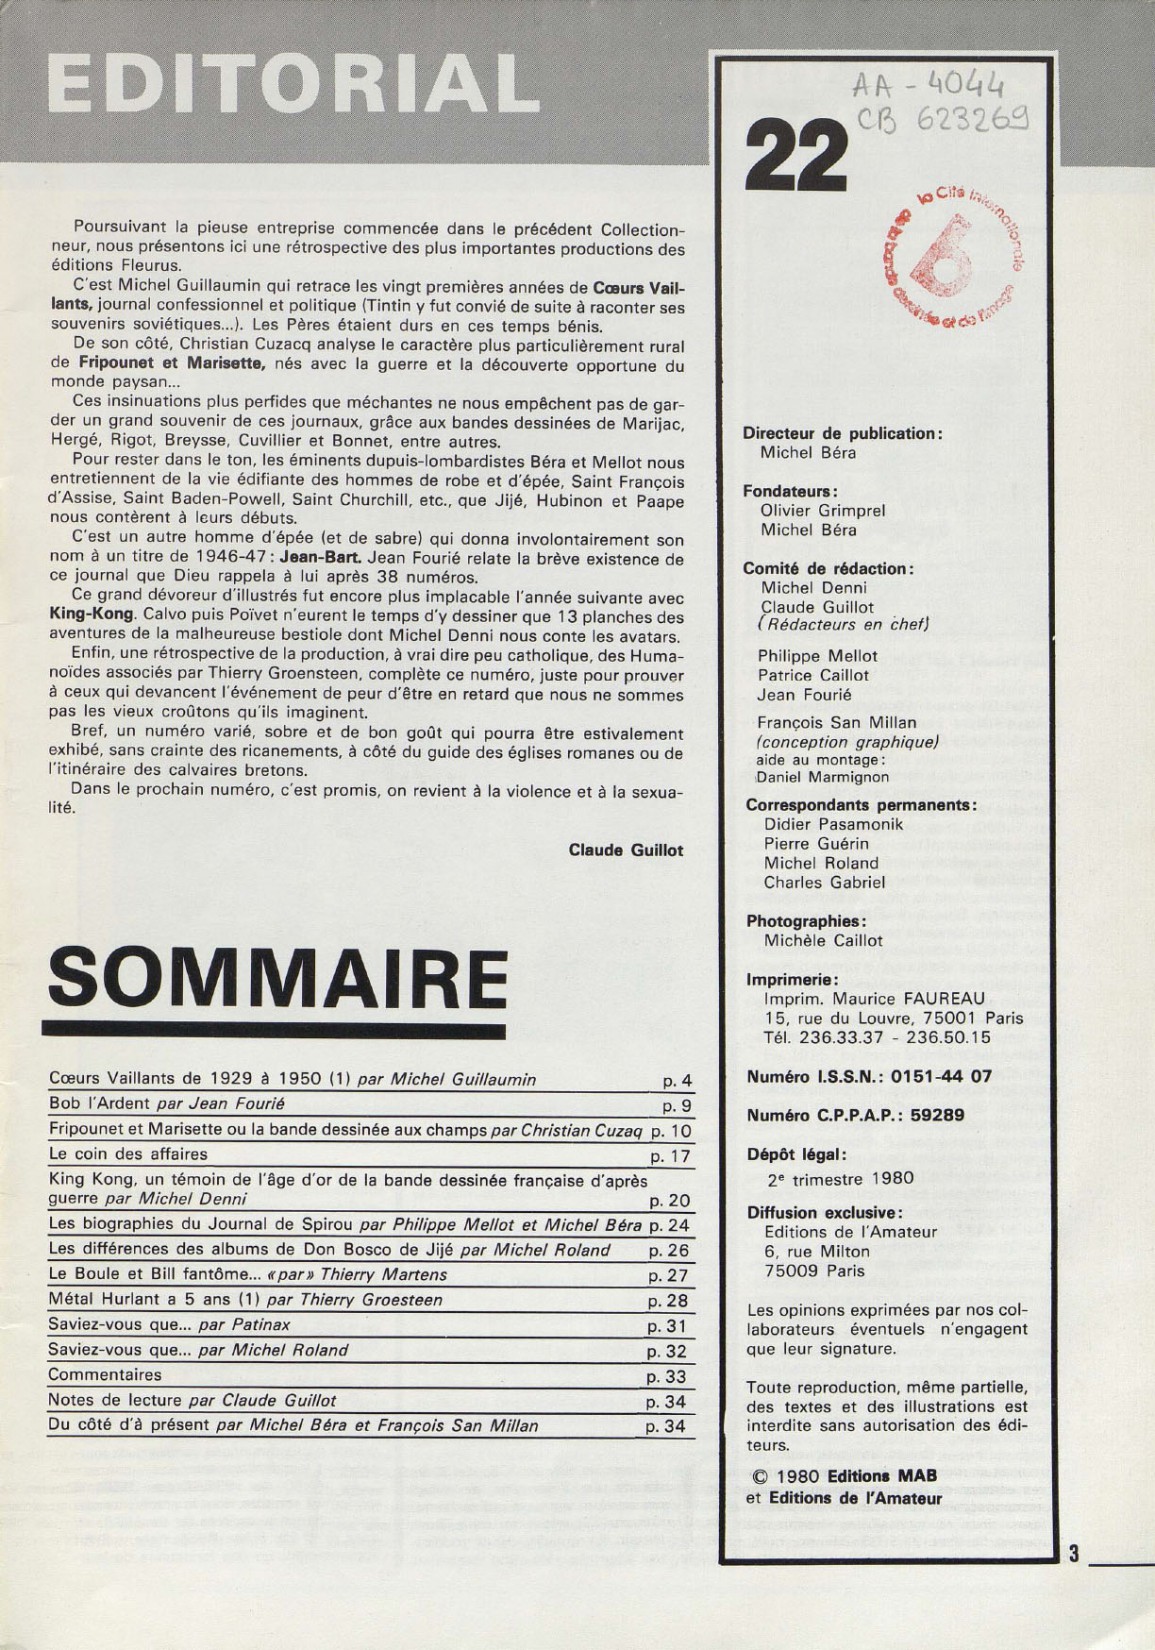 EDITORIAL
Poursuivant la pieuse entreprise commencée dans le précédent Collection-
neur, nous présentons ici une rétrospective des plus importantes productions des
éditions Fleurus.
C'est Michel Guillaumin qui retrace les vingt premières années de Cœurs Vail-
lants, journal confessionnel et politique (Tintin y fut convié de suite à raconter ses
souvenirs soviétiques...). Les Pères étaient durs en ces temps bénis.
De son côté, Christian Cuzacq analyse le caractère plus particulièrement rural
de Fripounet et Marisette, nés avec la guerre et la découverte opportune du
monde paysan...
Ces insinuations plus perfides que méchantes ne nous empêchent pas de gar-
der un grand souvenir de ces journaux, grâce aux bandes dessinées de Marijac,
Hergé, Rigot, Breysse, Cuvillier et Bonnet, entre autres.
Pour rester dans le ton, les éminents dupuis-lombardistes Béra et Mellot nous
entretiennent de la vie édifiante des hommes de robe et d'épée, Saint François
d'Assise, Saint Baden-Powell, Saint Churchill, etc., que Jijé, Hubinon et Paape
nous contèrent à leurs débuts.
C'est un autre homme d'épée (et de sabre) qui donna involontairement son
nom à un titre de 1946-47 : Jean-Bart. Jean Fourié relate la brève existence de
ce journal que Dieu rappela à lui après 38 numéros.
Ce grand dévoreur d'illustrés fut encore plus implacable l'année suivante avec
King-Kong. Calvo puis Poïvet n'eurent le temps d'y dessiner que 13 planches des
aventures de la malheureuse bestiole dont Michel Denni nous conte les avatars.
Enfin, une rétrospective de la production, à vrai dire peu catholique, des Huma-
noïdes associés par Thierry Groensteen, complète ce numéro, juste pour prouver
à ceux qui devancent l'événement de peur d'être en retard que nous ne sommes
pas les vieux croûtons qu'ils imaginent.
Bref, un numéro varié, sobre et de bon goût qui pourra être estivalement
exhibé, sans crainte des ricanements, à côté du guide des églises romanes ou de
l'itinéraire des calvaires bretons.
Dans le prochain numéro, c'est promis, on revient à la violence et à la sexua-
lité.
Claude Guillot
SOMMAIRE
Cœurs Vaillants de 1929 à 1950 (1) par Michel Guillaumin p. 4
Bob l'Ardent par Jean Fourié p. 9
Fripounet et Marisette ou la bande dessinée aux champs par Christian Cuzaq p. 10
Le coin des affaires p. 17
King Kong, un témoin de l'âge d'or de la bande dessinée française d'après
guerre par Michel Denni p. 20
Les biographies du Journal de Spirou par Philippe Mellot et Michel Béra p. 24
Les différences des albums de Don Bosco de Jijé par Michel Roland p. 26
Le Boule et Bill fantôme... «par» Thierry Martens p. 27
Métal Hurlant a 5 ans (1) par Thierry Groesteen p. 28
Saviez-vous que... par Patinax p. 31
Saviez-vous que... par Michel Roland p. 32
Commentaires p. 33
Notes de lecture par Claude Guillot p. 34
Du côté d'à présent par Michel Béra et François San Millan p. 34
AA - 4044
CB 623269
22
de la bande dessinée et de l'image la Cité internationale
6
Directeur de publication :
Michel Béra
Fondateurs :
Olivier Grimprel
Michel Béra
Comité de rédaction :
Michel Denni
Claude Guillot
(Rédacteurs en chef)
Philippe Mellot
Patrice Caillot
Jean Fourié
François San Millan
(conception graphique)
aide au montage :
Daniel Marmignon
Correspondants permanents :
Didier Pasamonik
Pierre Guérin
Michel Roland
Charles Gabriel
Photographies :
Michèle Caillot
Imprimerie :
Imprim. Maurice FAUREAU
15, rue du Louvre, 75001 Paris
Tél. 236.33.37 - 236.50.15
Numéro I.S.S.N. : 0151-44 07
Numéro C.P.P.A.P. : 59289
Dépôt légal :
2e trimestre 1980
Diffusion exclusive :
Editions de l'Amateur
6, rue Milton
75009 Paris
Les opinions exprimées par nos col-
laborateurs éventuels n'engagent
que leur signature.
Toute reproduction, même partielle,
des textes et des illustrations est
interdite sans autorisation des édi-
teurs.
© 1980 Editions MAB
et Editions de l'Amateur
3